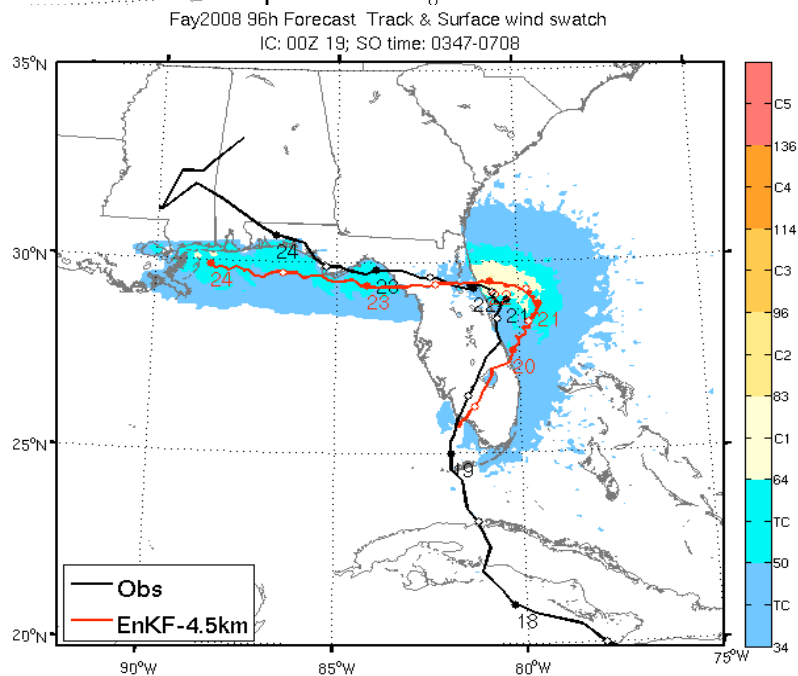 Fay2008 96h Forecast Track & Surface wind swatch
IC: 00Z 19; SO time: 0347-0708
35°N
30°N
25°N
20°N
90°W
85°W
80°W
75°W
24
24
23
23
22
21
21
20
19
18
Obs
EnKF-4.5km
C5
136
C4
114
C3
96
C2
83
C1
64
TC
50
TC
34